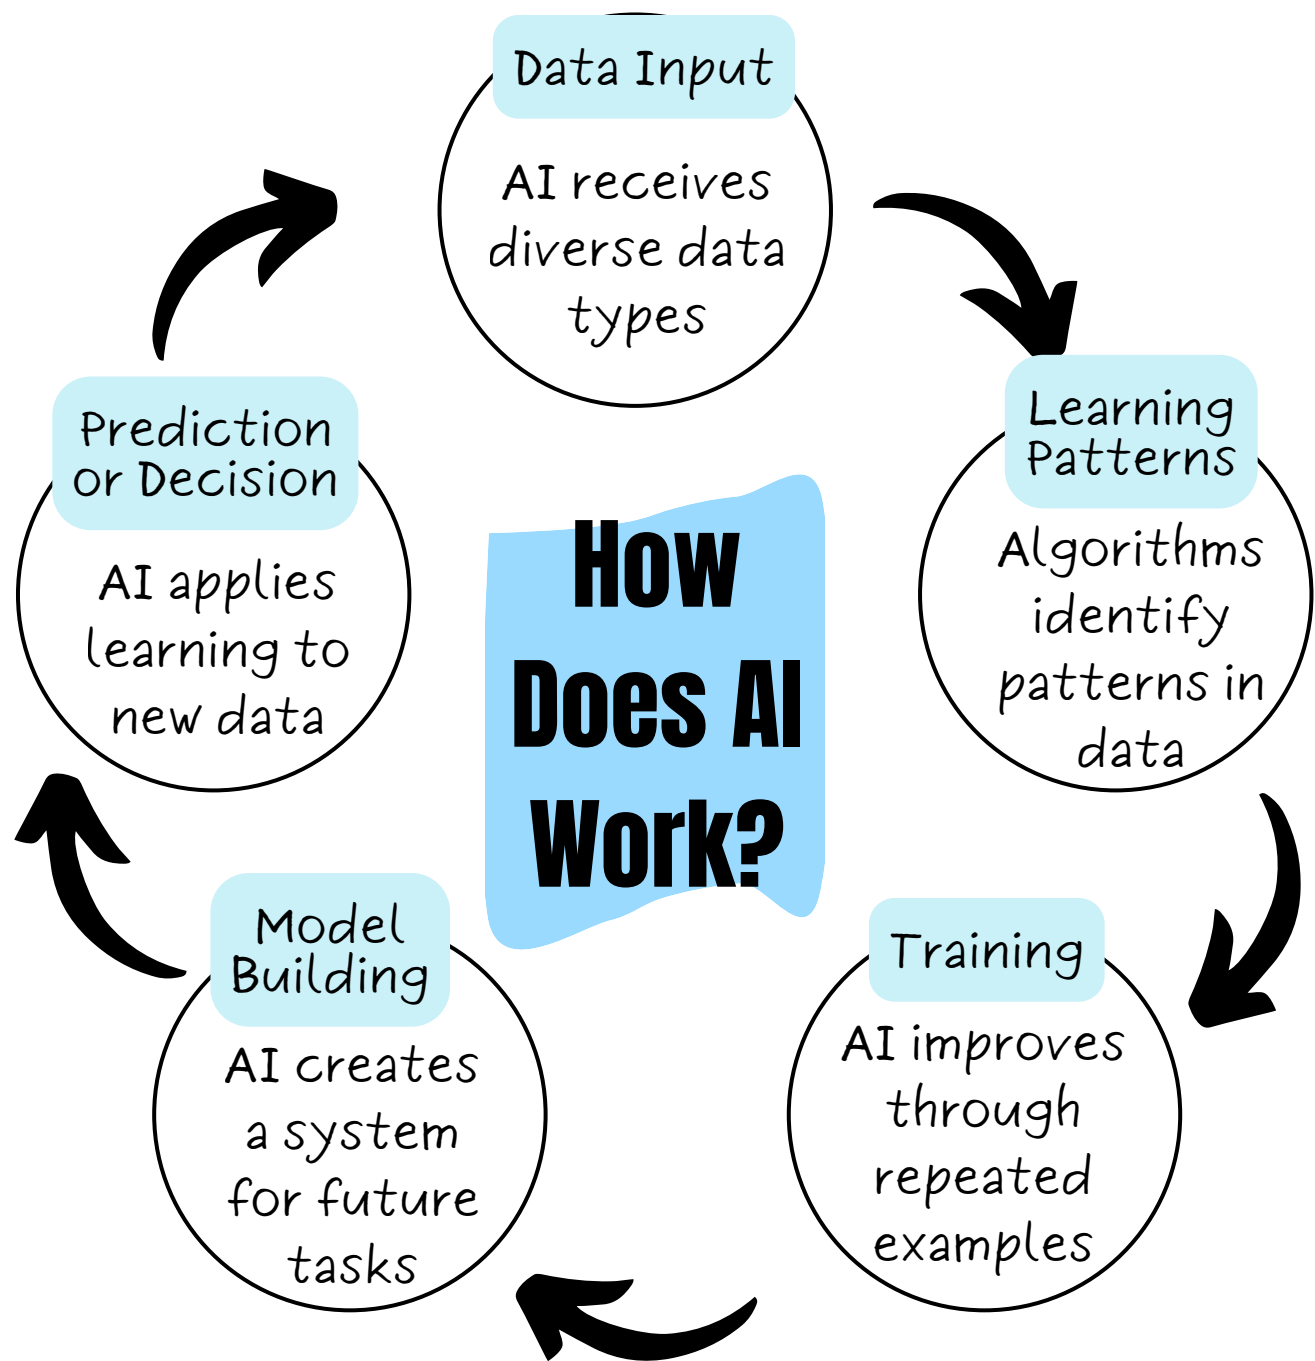 Data Input
AI receives
diverse data
types
Learning
Patterns
Algorithms
identify
patterns in
data
Training
AI improves
through
repeated
examples
Model
Building
AI creates
a system
for future
tasks
Prediction
or Decision
AI applies
learning to
new data
How
Does AI
Work?